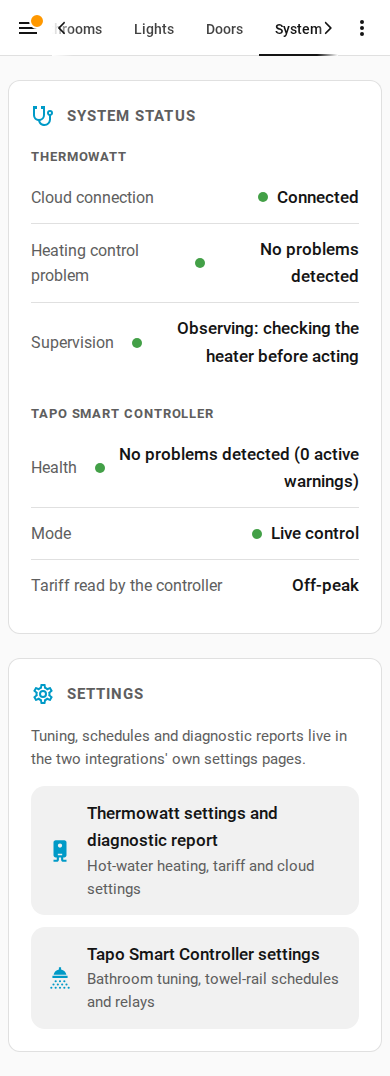 Lights
Doors
System
SYSTEM STATUS
THERMOWATT
Cloud connection
Connected
Heating control
problem
No problems
detected
Supervision
Observing: checking the
heater before acting
TAPO SMART CONTROLLER
Health
No problems detected (0 active
warnings)
Mode
Live control
Tariff read by the controller
Off-peak
SETTINGS
Tuning, schedules and diagnostic reports live in
the two integrations' own settings pages.
Thermowatt settings and
diagnostic report
Hot-water heating, tariff and cloud
settings
Tapo Smart Controller settings
Bathroom tuning, towel-rail schedules
and relays